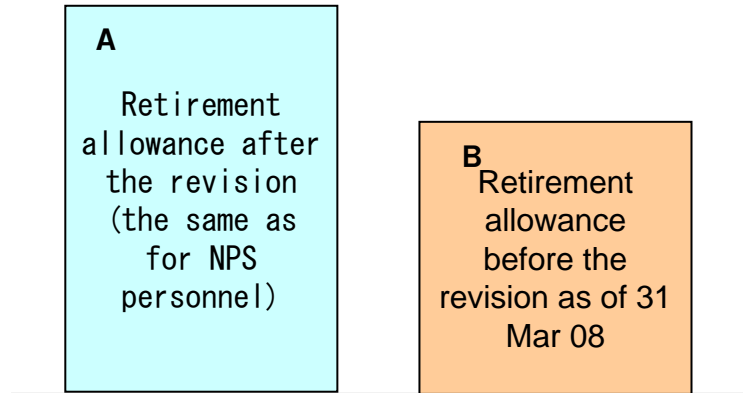 A
Retirement
allowance after
the revision
(the same as
for NPS
personnel)
B
Retirement
allowance
before the
revision as of 31
Mar 08